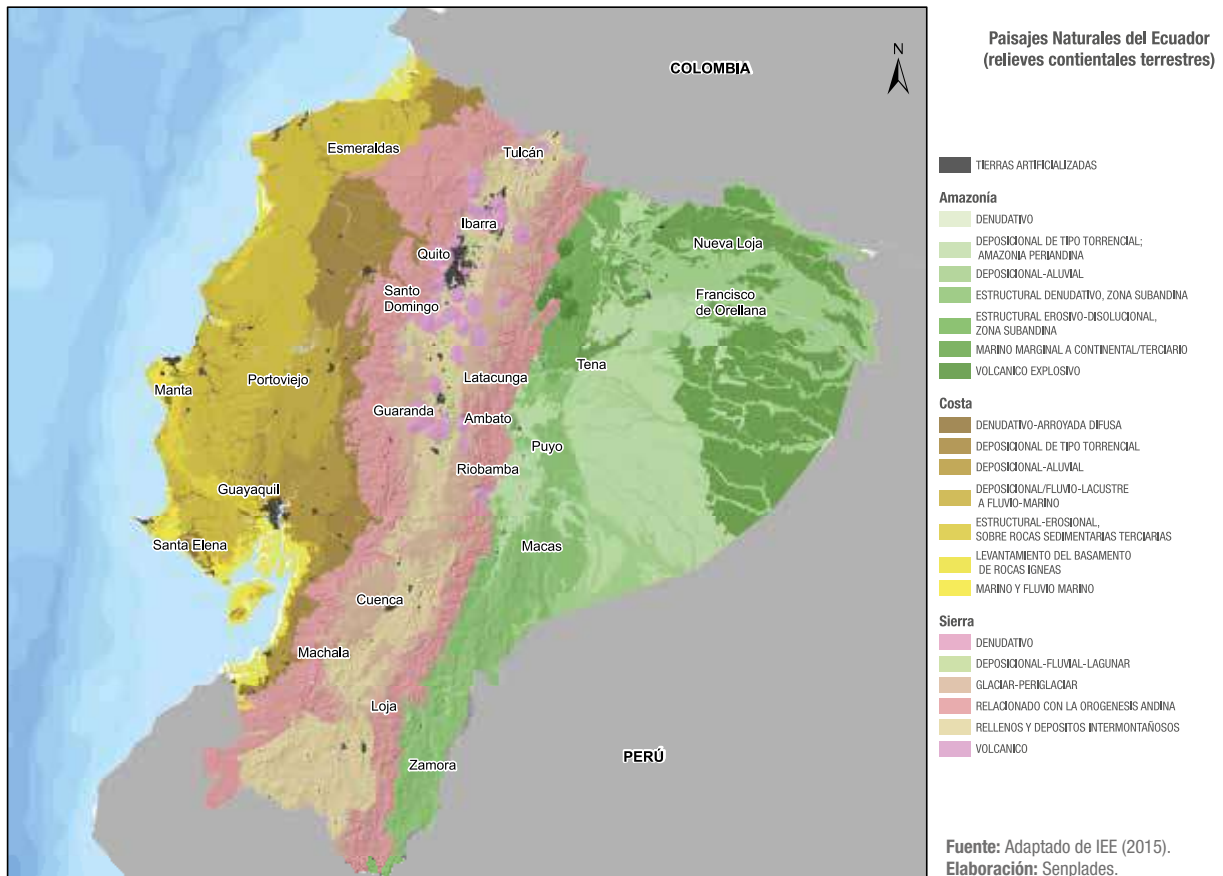 Paisajes Naturales del Ecuador
(relieves contientales terrestres)
N
COLOMBIA
Esmeraldas
Tulcán
Ibarra
Quito
Nueva Loja
Santo
Domingo
Francisco
de Orellana
Tena
Latacunga
Portoviejo
Manta
Guaranda
Ambato
Puyo
Riobamba
Guayaquil
Santa Elena
Macas
Cuenca
Machala
Loja
Zamora
PERÚ
TIERRAS ARTIFICIALIZADAS
Amazonía
DENUDATIVO
DEPOSICIONAL DE TIPO TORRENCIAL;
AMAZONIA PERIANDINA
DEPOSICIONAL-ALUVIAL
ESTRUCTURAL DENUDATIVO, ZONA SUBANDINA
ESTRUCTURAL EROSIVO-DISOLUCIONAL,
ZONA SUBANDINA
MARINO MARGINAL A CONTINENTAL/TERCIARIO
VOLCANICO EXPLOSIVO
Costa
DENUDATIVO-ARROYADA DIFUSA
DEPOSICIONAL DE TIPO TORRENCIAL
DEPOSICIONAL-ALUVIAL
DEPOSICIONAL/FLUVIO-LACUSTRE
A FLUVIO-MARINO
ESTRUCTURAL-EROSIONAL,
SOBRE ROCAS SEDIMENTARIAS TERCIARIAS
LEVANTAMIENTO DEL BASAMENTO
DE ROCAS IGNEAS
MARINO Y FLUVIO MARINO
Sierra
DENUDATIVO
DEPOSICIONAL-FLUVIAL-LAGUNAR
GLACIAR-PERIGLACIAR
RELACIONADO CON LA OROGENESIS ANDINA
RELLENOS Y DEPOSITOS INTERMONTAÑOSOS
VOLCANICO
Fuente: Adaptado de IEE (2015).
Elaboración: Senplades.